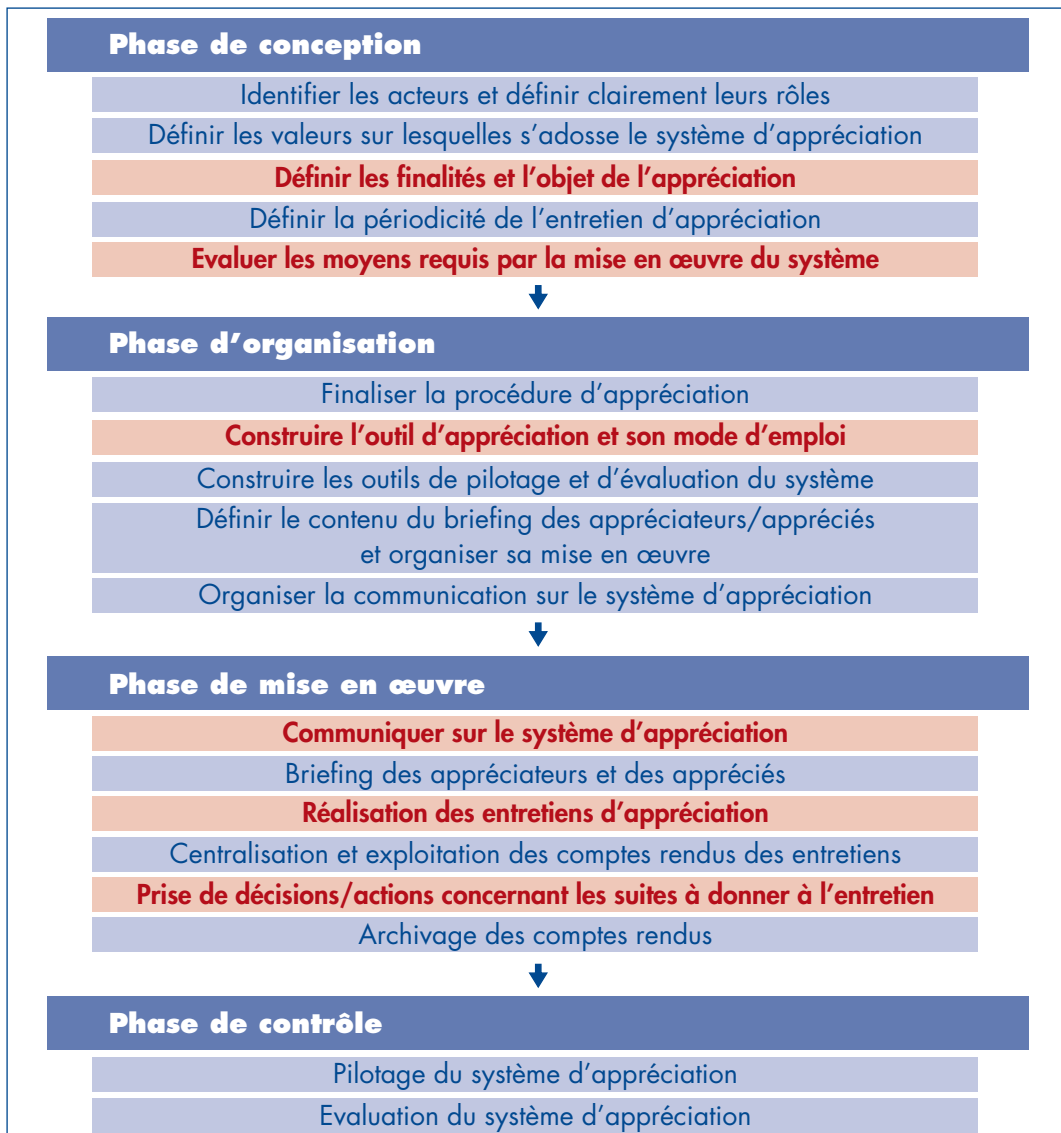 Phase de conception
Identifier les acteurs et définir clairement leurs rôles
Définir les valeurs sur lesquelles s’adosse le système d’appréciation
Définir les finalités et l’objet de l’appréciation
Définir la périodicité de l’entretien d’appréciation
Evaluer les moyens requis par la mise en œuvre du système
Phase d’organisation
Finaliser la procédure d’appréciation
Construire l’outil d’appréciation et son mode d’emploi
Construire les outils de pilotage et d’évaluation du système
Définir le contenu du briefing des appréciateurs/appréciés
et organiser sa mise en œuvre
Organiser la communication sur le système d’appréciation
Phase de mise en œuvre
Communiquer sur le système d’appréciation
Briefing des appréciateurs et des appréciés
Réalisation des entretiens d’appréciation
Centralisation et exploitation des comptes rendus des entretiens
Prise de décisions/actions concernant les suites à donner à l’entretien
Archivage des comptes rendus
Phase de contrôle
Pilotage du système d’appréciation
Evaluation du système d’appréciation